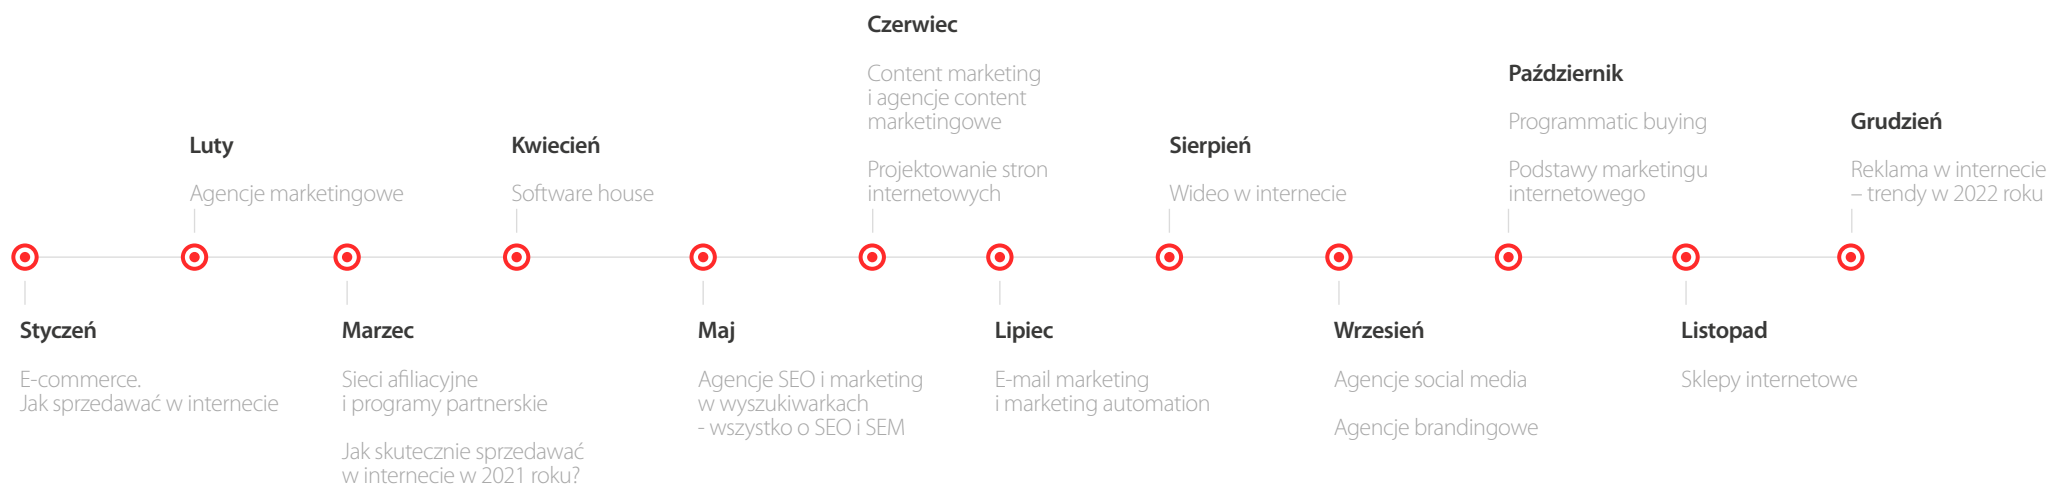 Styczeń
E-commerce.
Jak sprzedawać w internecie
Luty
Agencje marketingowe
Marzec
Sieci afiliacyjne
i programy partnerskie
Jak skutecznie sprzedawać
w internecie w 2021 roku?
Kwiecień
Software house
Maj
Agencje SEO i marketing
w wyszukiwarkach
- wszystko o SEO i SEM
Czerwiec
Content marketing
i agencje content
marketingowe
Projektowanie stron
internetowych
Lipiec
E-mail marketing
i marketing automation
Sierpień
Wideo w internecie
Wrzesień
Agencje social media
Agencje brandingowe
Październik
Programmatic buying
Podstawy marketingu
internetowego
Listopad
Sklepy internetowe
Grudzień
Reklama w internecie
– trendy w 2022 roku